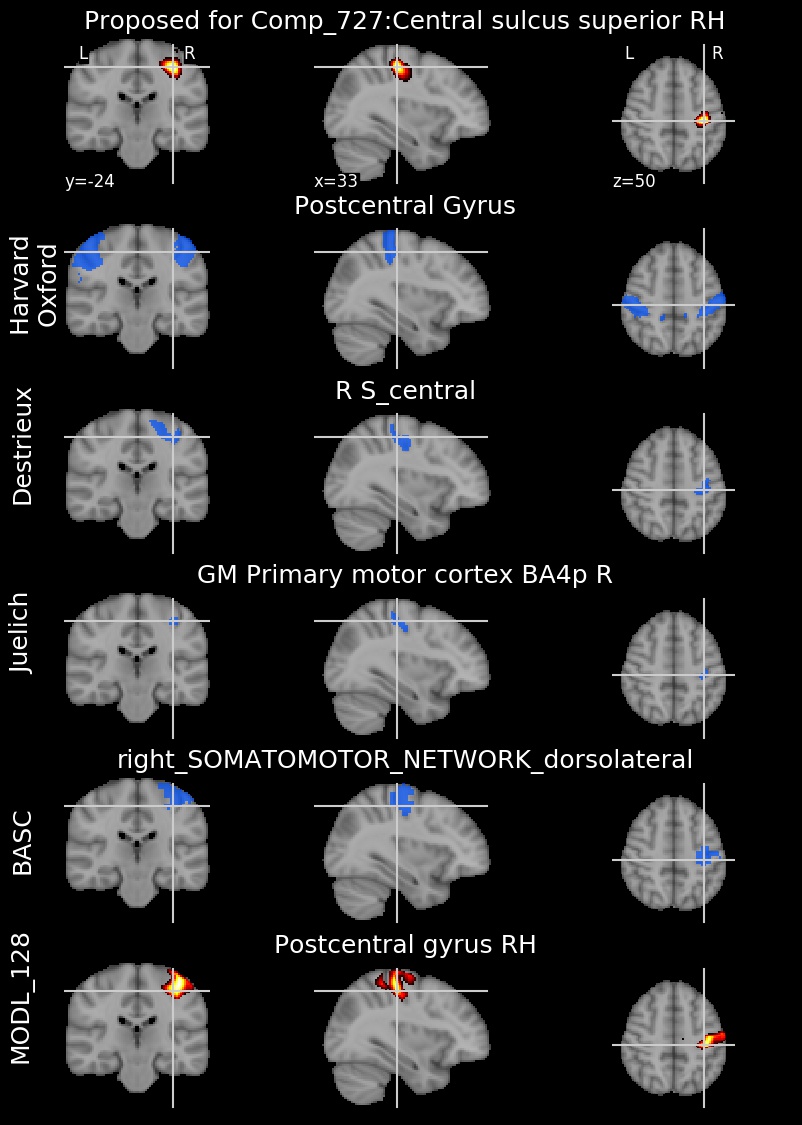 Proposed for Comp_727:Central sulcus superior RH
L R
L R
y=-24
x=33
z=50
Postcentral Gyrus
Harvard
Oxford
R S_central
Destrieux
GM Primary motor cortex BA4p R
Juelich
right_SOMATOMOTOR_NETWORK_dorsolateral
BASC
Postcentral gyrus RH
MODL_128